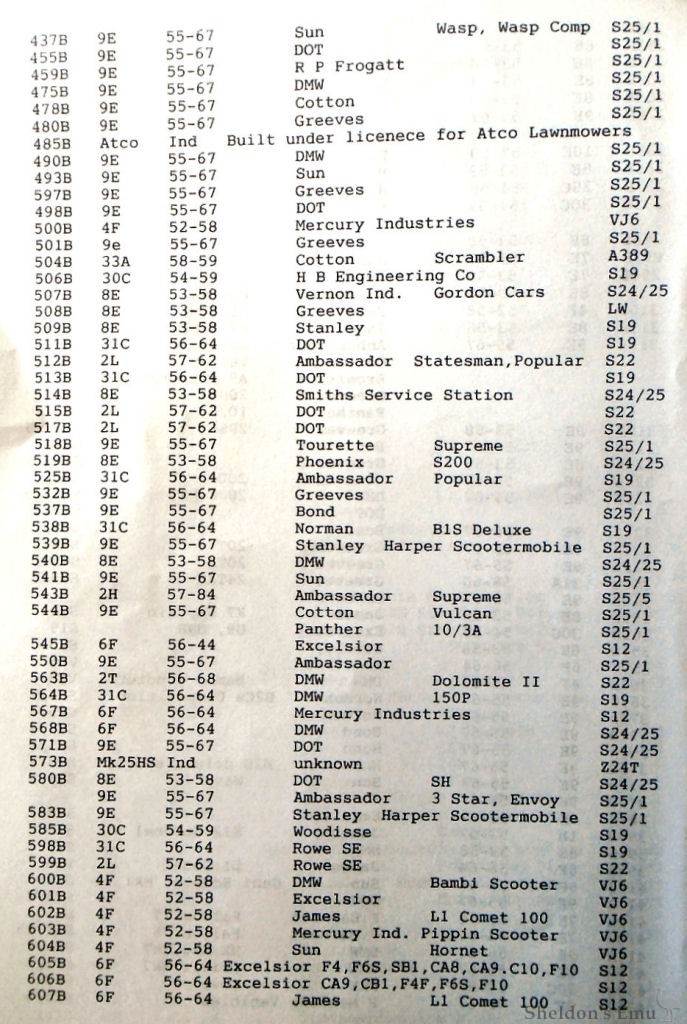 437B 9E 55-67 Sun Wasp, Wasp Comp S25/1
455B 9E 55-67 DOT S25/1
459B 9E 55-67 R P Frogatt S25/1
475B 9E 55-67 DMW S25/1
478B 9E 55-67 Cotton S25/1
480B 9E 55-67 Greeves S25/1
485B Atco Ind Built under licenece for Atco Lawnmowers
490B 9E 55-67 DMW S25/1
493B 9E 55-67 Sun S25/1
597B 9E 55-67 Greeves S25/1
498B 9E 55-67 DOT S25/1
500B 4F 52-58 Mercury Industries VJ6
501B 9e 55-67 Greeves S25/1
504B 33A 58-59 Cotton Scrambler A389
506B 30C 54-59 H B Engineering Co S19
507B 8E 53-58 Vernon Ind. Gordon Cars S24/25
508B 8E 53-58 Greeves LW
509B 8E 53-58 Stanley S19
511B 31C 56-64 DOT S19
512B 2L 57-62 Ambassador Statesman,Popular S22
513B 31C 56-64 DOT S19
514B 8E 53-58 Smiths Service Station S24/25
515B 2L 57-62 DOT S22
517B 2L 57-62 DOT S22
518B 9E 55-67 Tourette Supreme S25/1
519B 8E 53-58 Phoenix S200 S24/25
525B 31C 56-64 Ambassador Popular S19
532B 9E 55-67 Greeves S25/1
537B 9E 55-67 Bond S25/1
538B 31C 56-64 Norman B1S Deluxe S19
539B 9E 55-67 Stanley Harper Scootermobile S25/1
540B 8E 53-58 DMW S24/25
541B 9E 55-67 Sun S25/1
543B 2H 57-84 Ambassador Supreme S25/5
544B 9E 55-67 Cotton Vulcan S25/1
Panther 10/3A S25/1
545B 6F 56-44 Excelsior S12
550B 9E 55-67 Ambassador S25/1
563B 2T 56-68 DMW Dolomite II S22
564B 31C 56-64 DMW 150P S19
567B 6F 56-64 Mercury Industries S12
568B 6F 56-64 DMW S24/25
571B 9E 55-67 DOT S24/25
573B Mk25HS Ind unknown Z24T
580B 8E 53-58 DOT SH S24/25
9E 55-67 Ambassador 3 Star, Envoy S25/1
583B 9E 55-67 Stanley Harper Scootermobile S25/1
585B 30C 54-59 Woodisse S19
598B 31C 56-64 Rowe SE S19
599B 2L 57-62 Rowe SE S22
600B 4F 52-58 DMW Bambi Scooter VJ6
601B 4F 52-58 Excelsior VJ6
602B 4F 52-58 James L1 Comet 100 VJ6
603B 4F 52-58 Mercury Ind. Pippin Scooter VJ6
604B 4F 52-58 Sun Hornet VJ6
605B 6F 56-64 Excelsior F4,F6S,SB1,CA8,CA9.C10,F10 S12
606B 6F 56-64 Excelsior CA9,CB1,F4F,F6S,F10 S12
607B 6F 56-64 James L1 Comet 100 S12
Sheldon's Emu